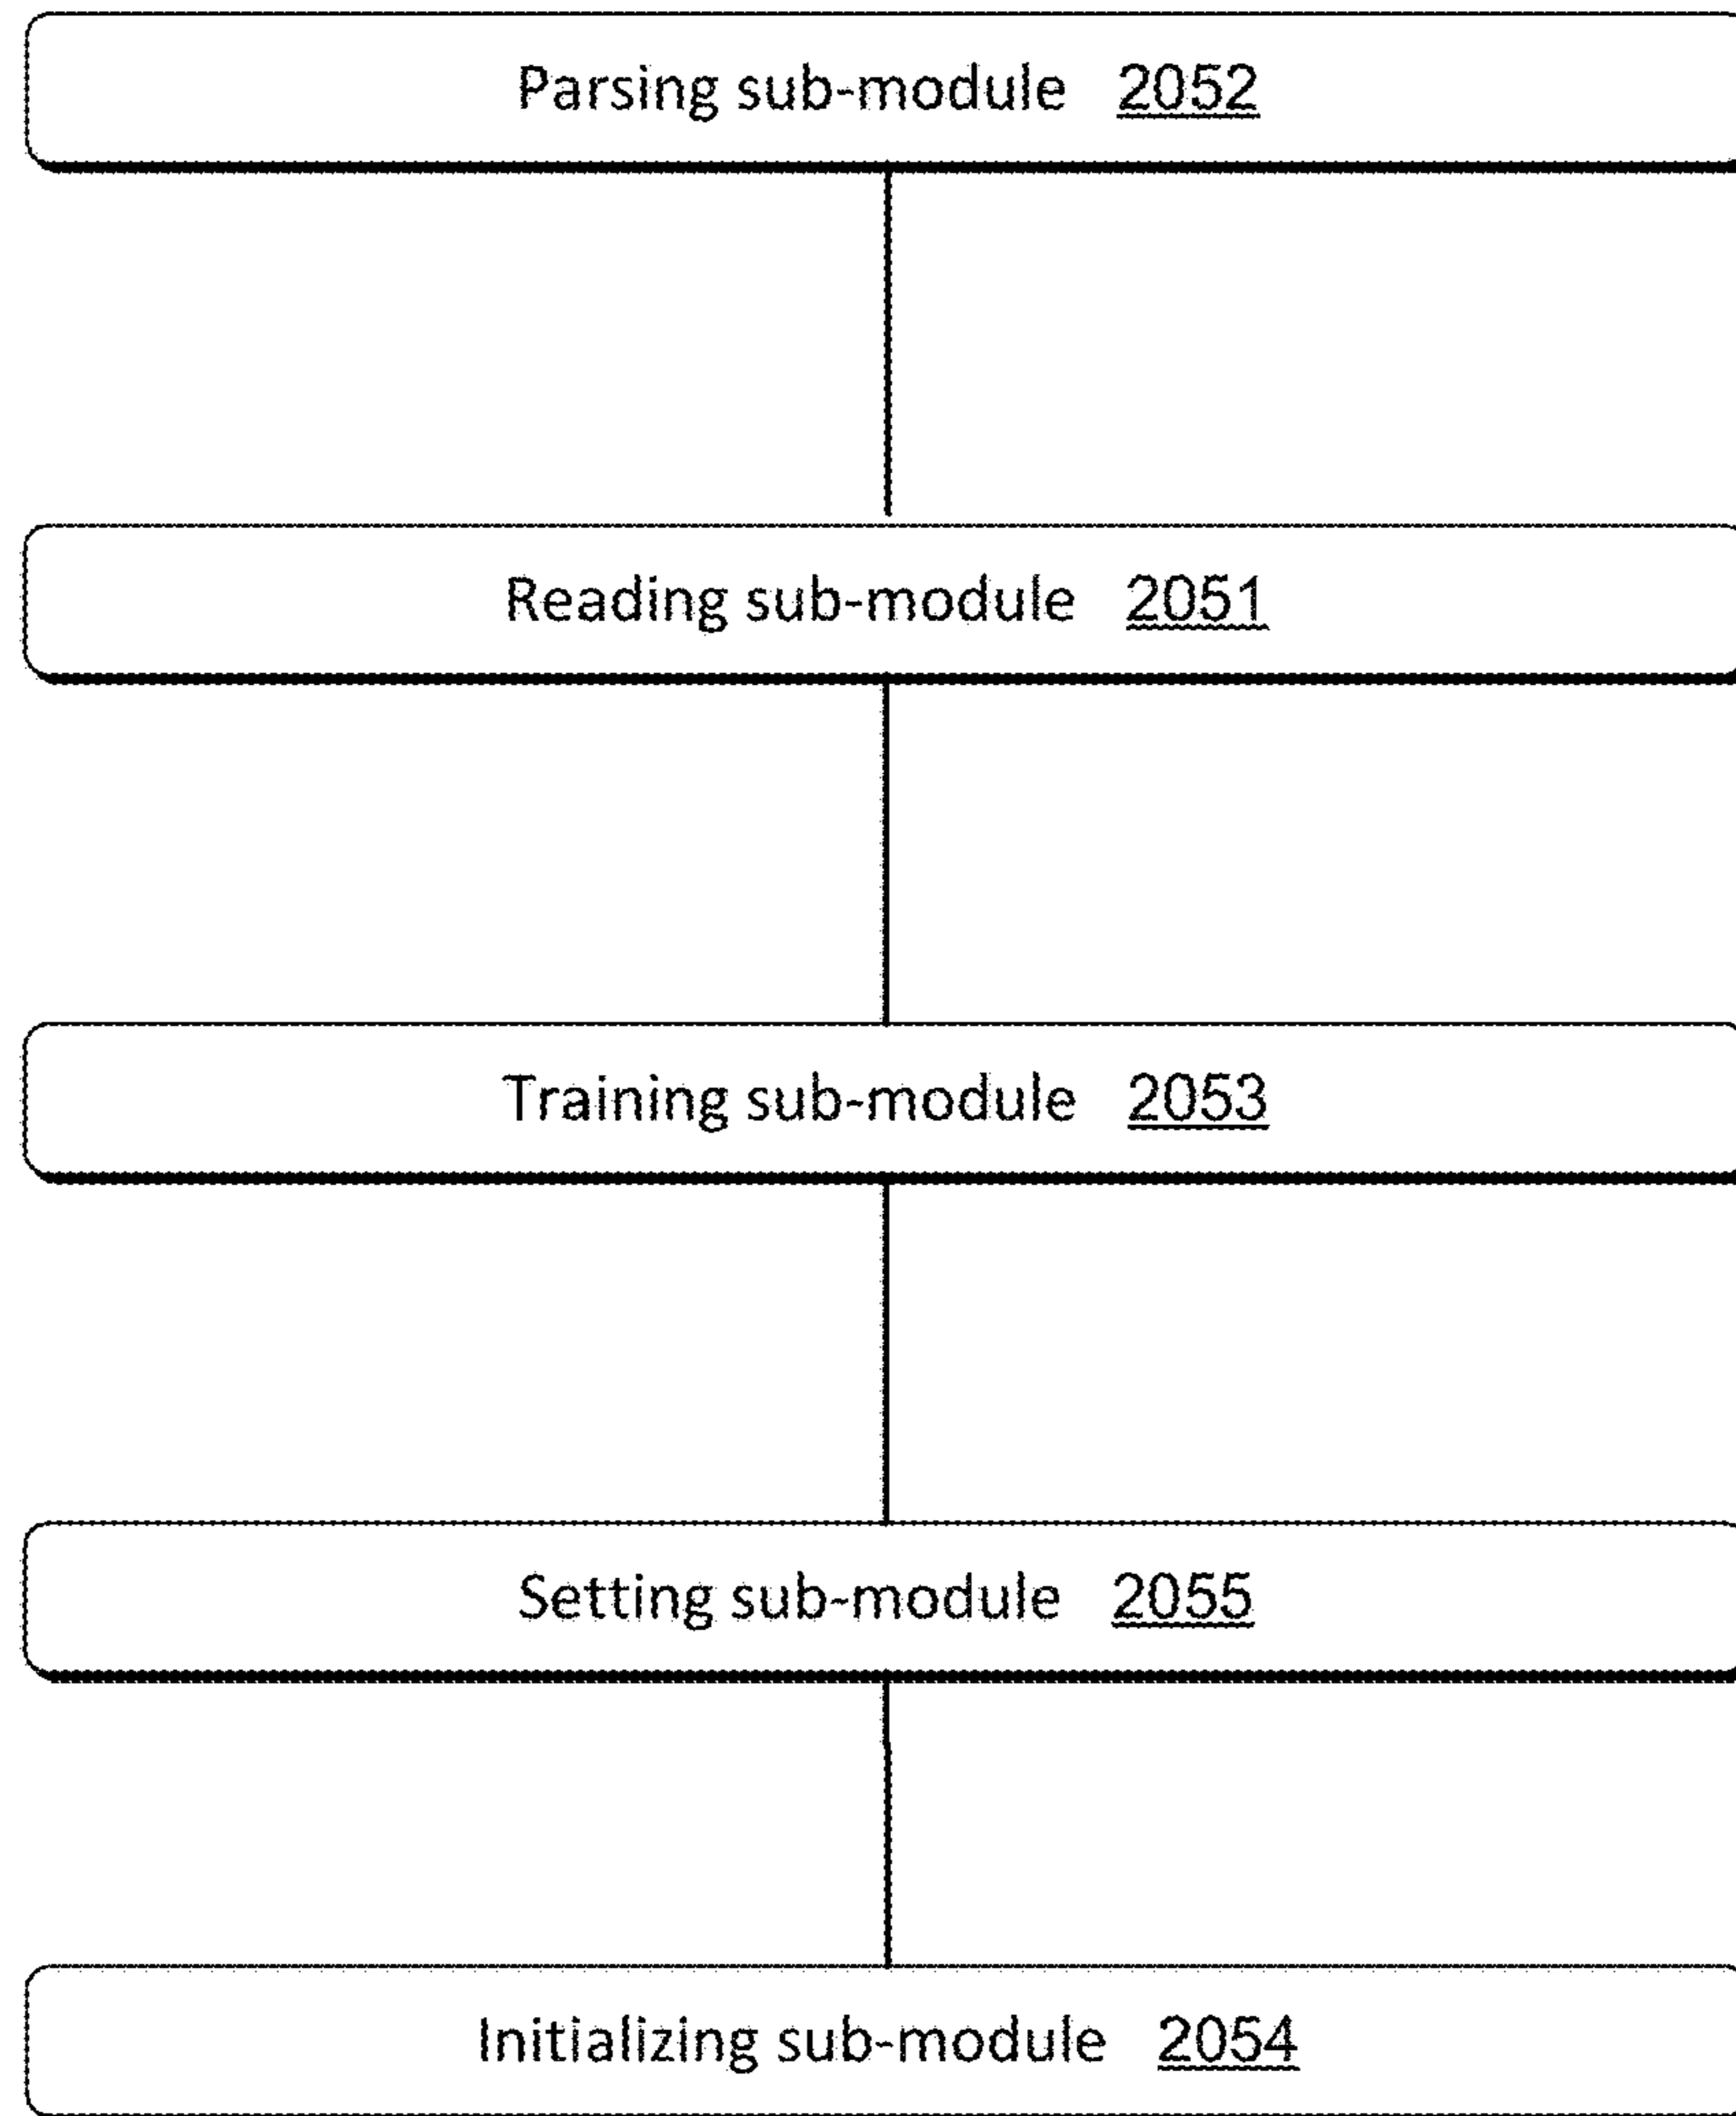 Parsing sub-module 2052
Reading sub-module 2051
Training sub-module 2053
Setting sub-module 2055
Initializing sub-module 2054